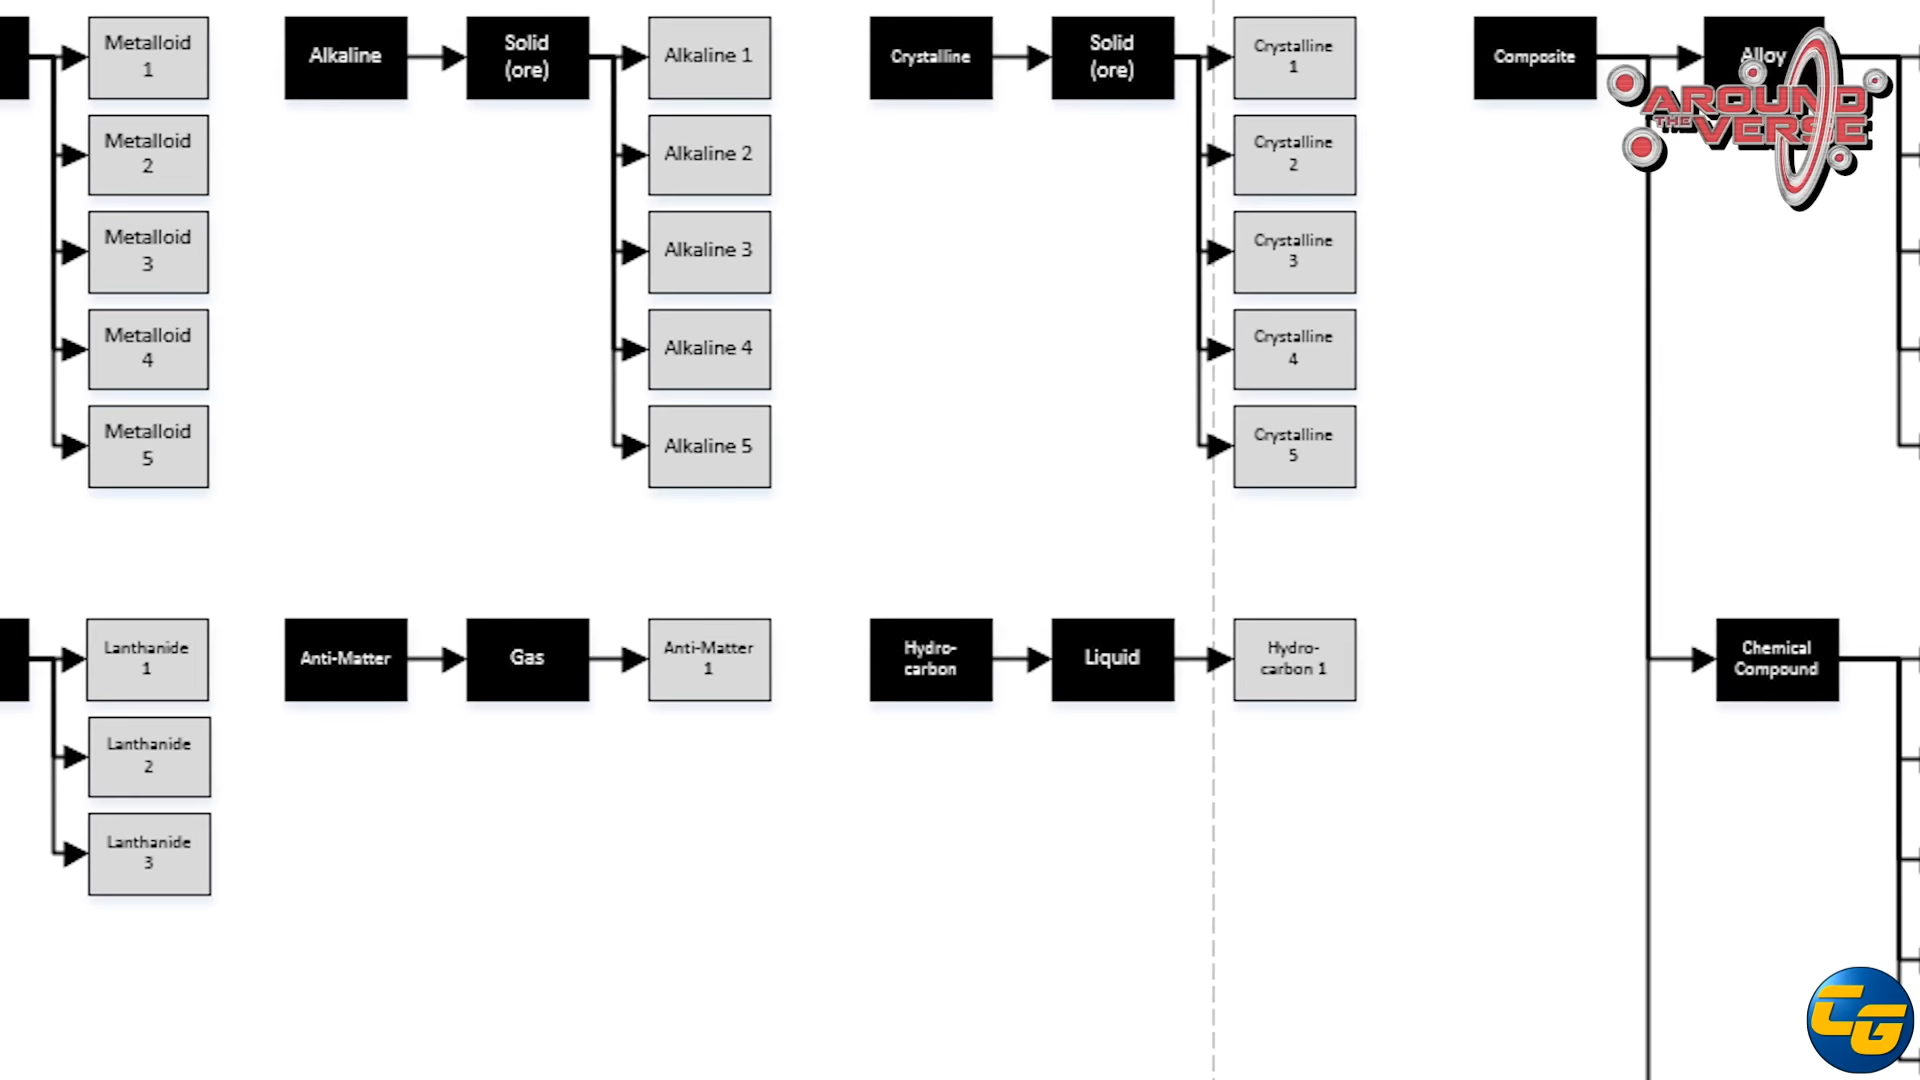 Metalloid
1
Metalloid
2
Metalloid
3
Metalloid
4
Metalloid
5
Alkaline
Solid
(ore)
Alkaline 1
Alkaline 2
Alkaline 3
Alkaline 4
Alkaline 5
Crystalline
Solid
(ore)
Crystalline
1
Crystalline
2
Crystalline
3
Crystalline
4
Crystalline
5
Composite
Alloy
AROUND
THE VERSE
Lanthanide
1
Lanthanide
2
Lanthanide
3
Anti-Matter
Gas
Anti-Matter
1
Hydro-
carbon
Liquid
Hydro-
carbon 1
Chemical
Compound
CG